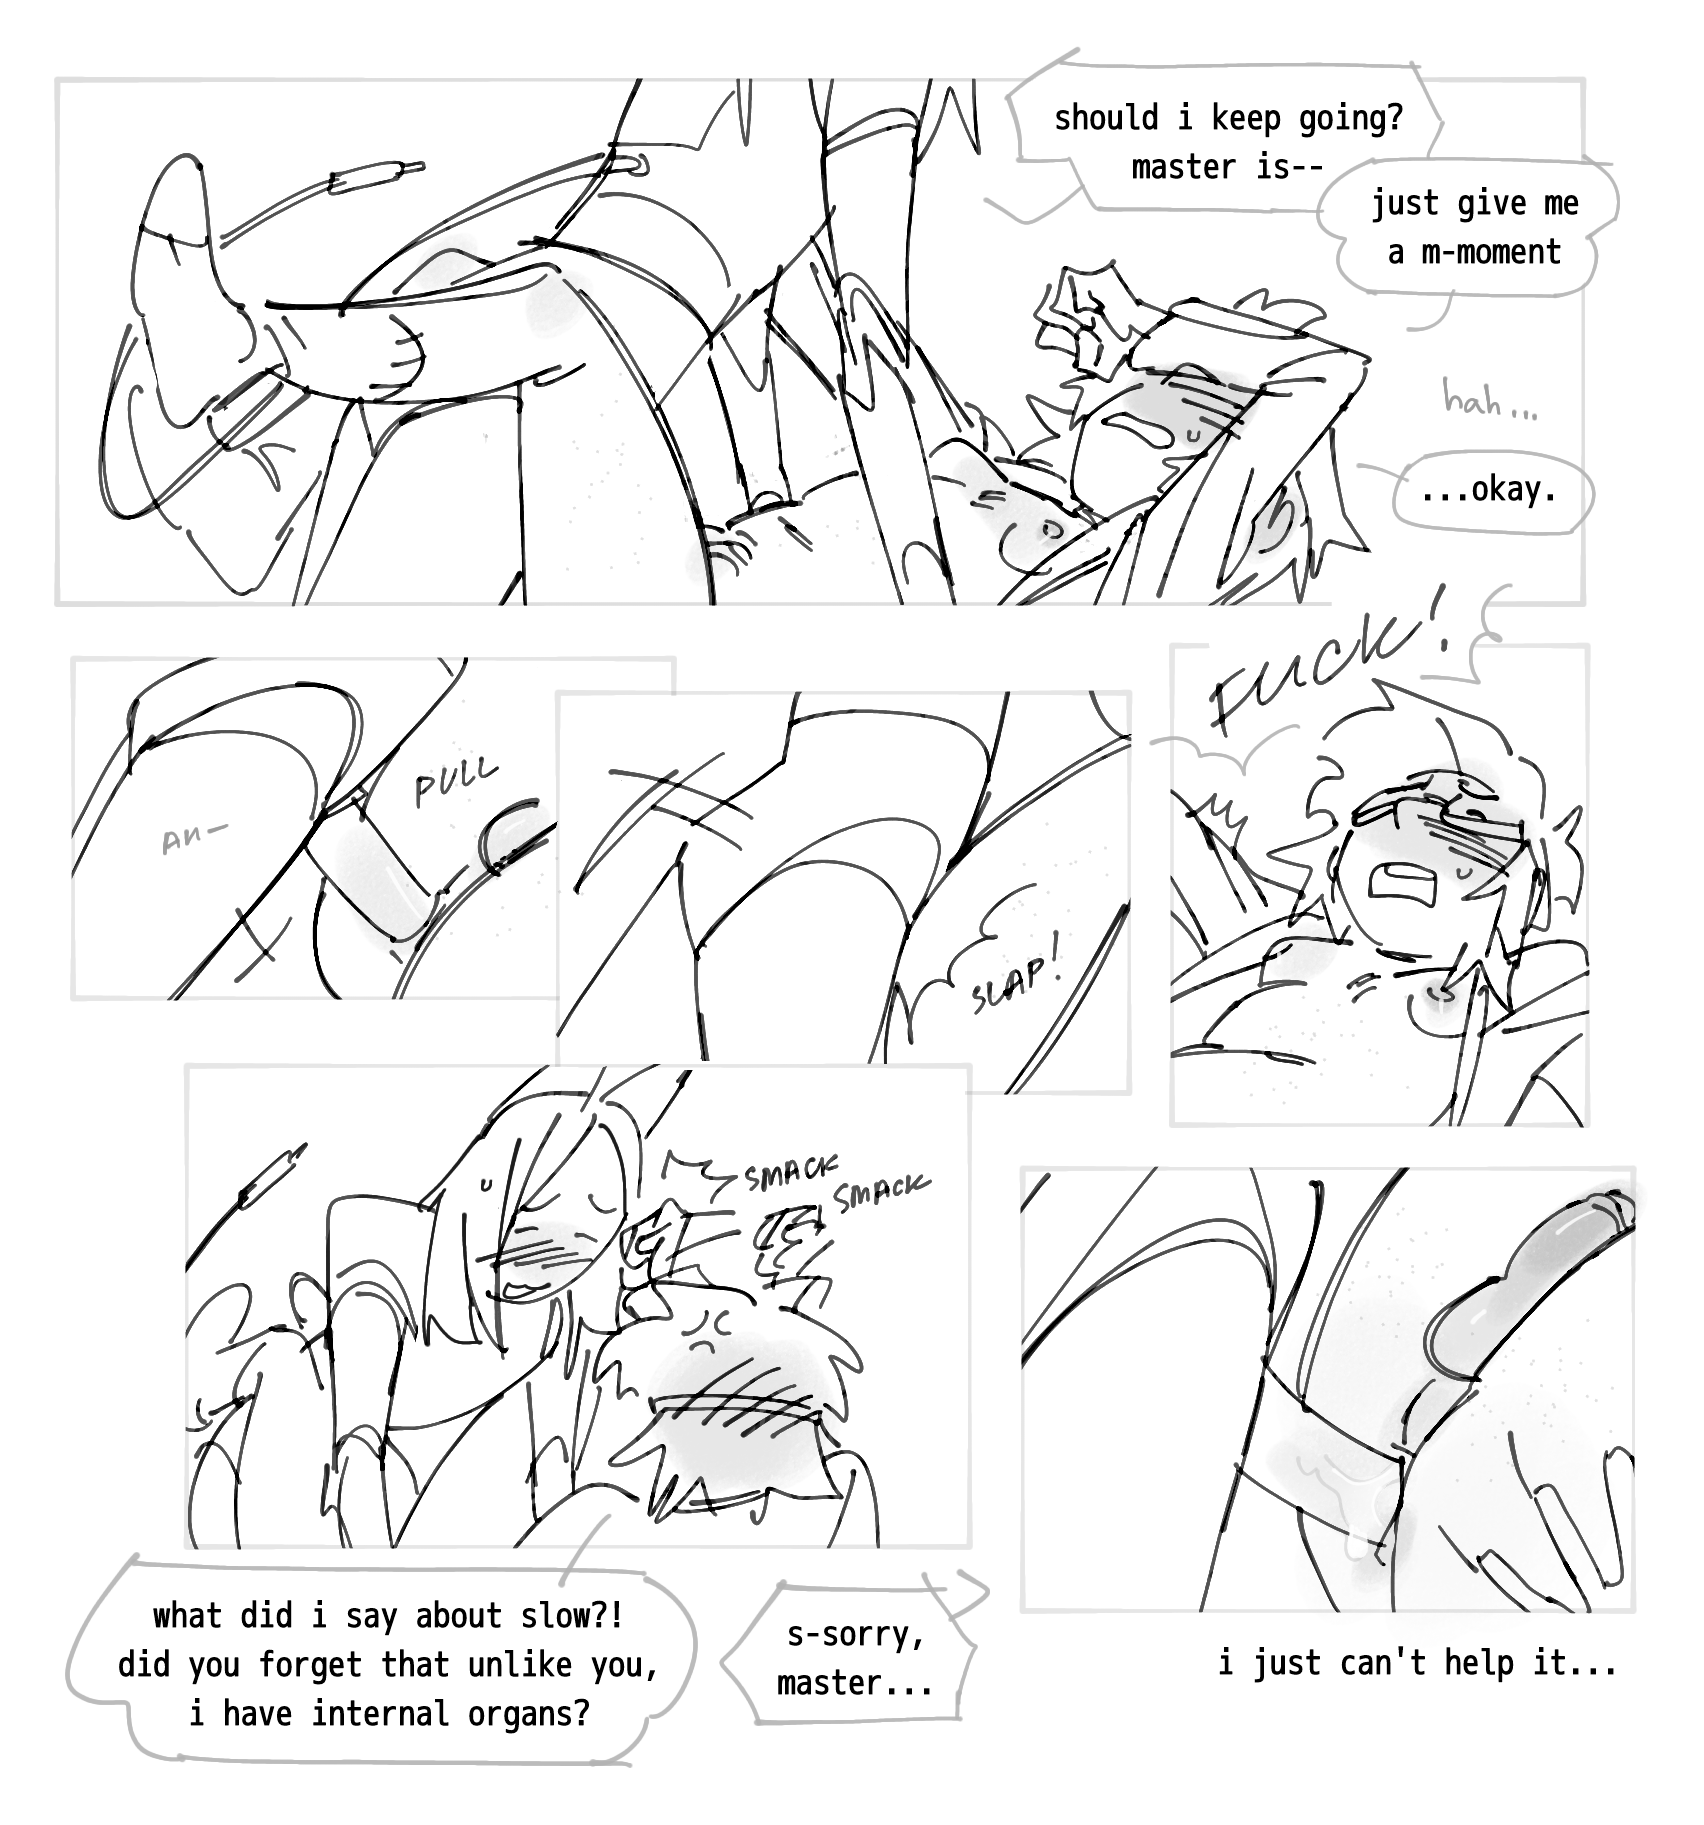 should i keep going?
master is--
just give me
a m-moment
hah...
...okay.
FUCK!
AH—
PULL
SLAP!
SMACK
SMACK
what did i say about slow?!
did you forget that unlike you,
i have internal organs?
s-sorry,
master...
i just can't help it...